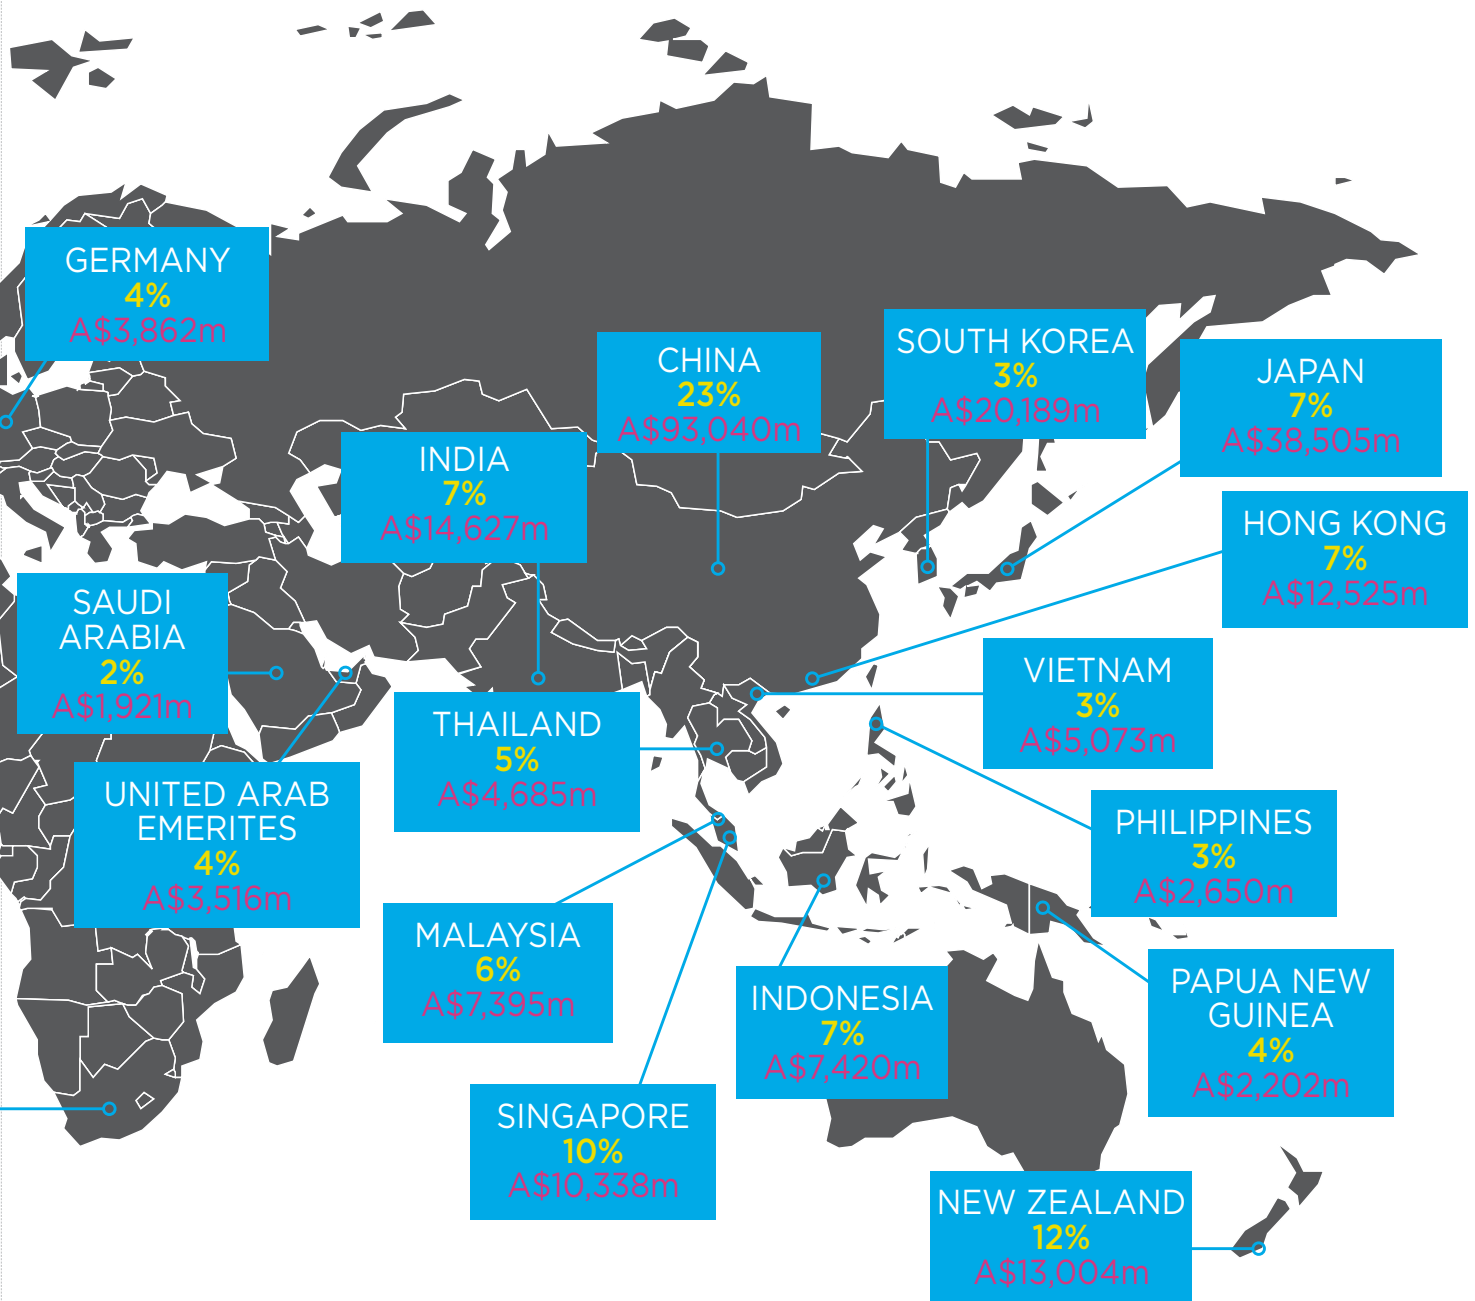 GERMANY
4%
A$3,862m
CHINA
23%
A$93,040m
SOUTH KOREA
3%
A$20,189m
JAPAN
7%
A$38,505m
INDIA
7%
A$14,627m
HONG KONG
7%
A$12,525m
SAUDI
ARABIA
2%
A$1,921m
VIETNAM
3%
A$5,073m
THAILAND
5%
A$4,685m
UNITED ARAB
EMERITES
4%
A$3,516m
PHILIPPINES
3%
A$2,650m
MALAYSIA
6%
A$7,395m
INDONESIA
7%
A$7,420m
PAPUA NEW
GUINEA
4%
A$2,202m
SINGAPORE
10%
A$10,338m
NEW ZEALAND
12%
A$13,004m